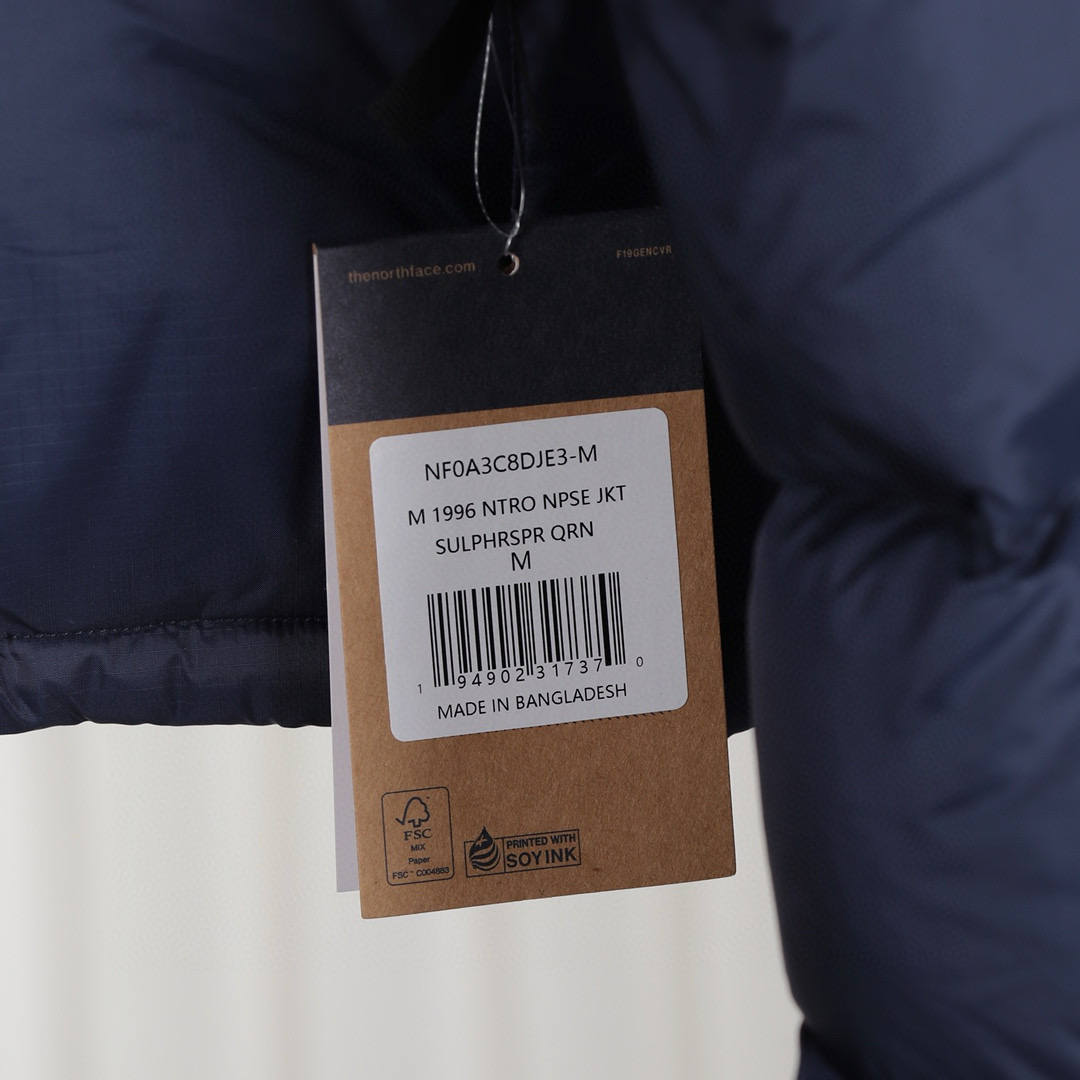 thenorthface.com
F19GENCVR
NF0A3C8DJE3-M
M 1996 NTRO NPSE JKT
SULPHRSPR QRN
M
1 94902 31737 0
MADE IN BANGLADESH
FSC
MIX
Paper
FSC™ C004883
PRINTED WITH
SOY INK